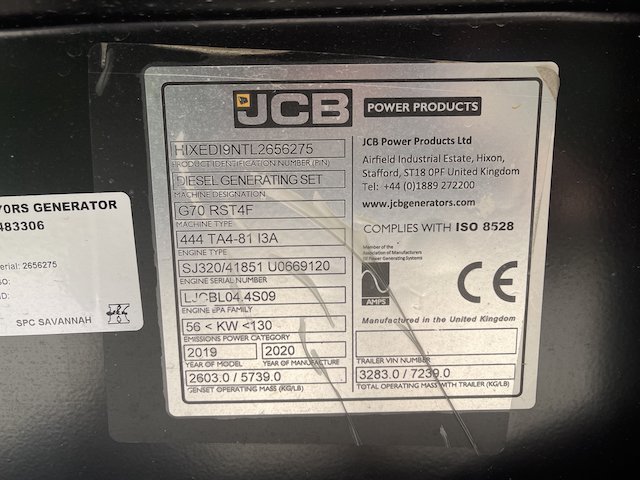 JCB POWER PRODUCTS
HIXEDI9NTL2656275
PRODUCT IDENTIFICATION NUMBER (PIN)
DIESEL GENERATING SET
MACHINE DESIGNATION
G70 RST4F
MACHINE TYPE
444 TA4-81 I3A
ENGINE TYPE
SJ320/41851 U0669120
ENGINE SERIAL NUMBER
LJCBL04.4S09
ENGINE EPA FAMILY
56 < KW <130
EMISSIONS POWER CATEGORY
2019 2020
YEAR OF MODEL YEAR OF MANUFACTURE
2603.0 / 5739.0
GENSET OPERATING MASS (KG/LB)
JCB Power Products Ltd
Airfield Industrial Estate, Hixon,
Stafford, ST18 0PF United Kingdom
Tel: +44 (0)1889 272200
www.jcbgenerators.com
COMPLIES WITH ISO 8528
Member of the
Association of Manufacturers
of Power Generating Systems
AMPS
CE
Manufactured in the United Kingdom
TRAILER VIN NUMBER
3283.0 / 7239.0
TOTAL OPERATING MASS WITH TRAILER (KG/LB)
70RS GENERATOR
483306
erial: 2656275
SO:
ID:
SPC SAVANNAH